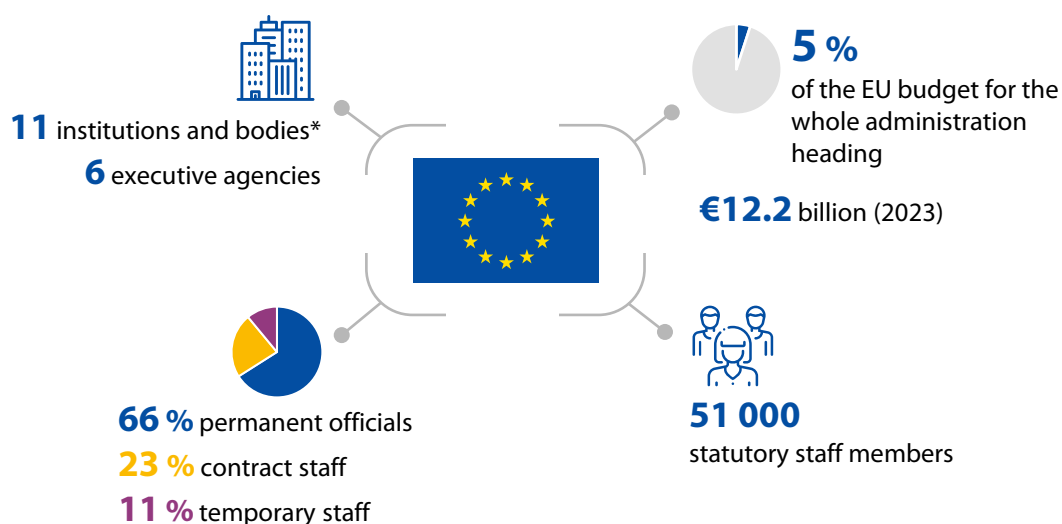 11 institutions and bodies*
6 executive agencies
5 %
of the EU budget for the
whole administration
heading
€12.2 billion (2023)
66 % permanent officials
23 % contract staff
11 % temporary staff
51 000
statutory staff members